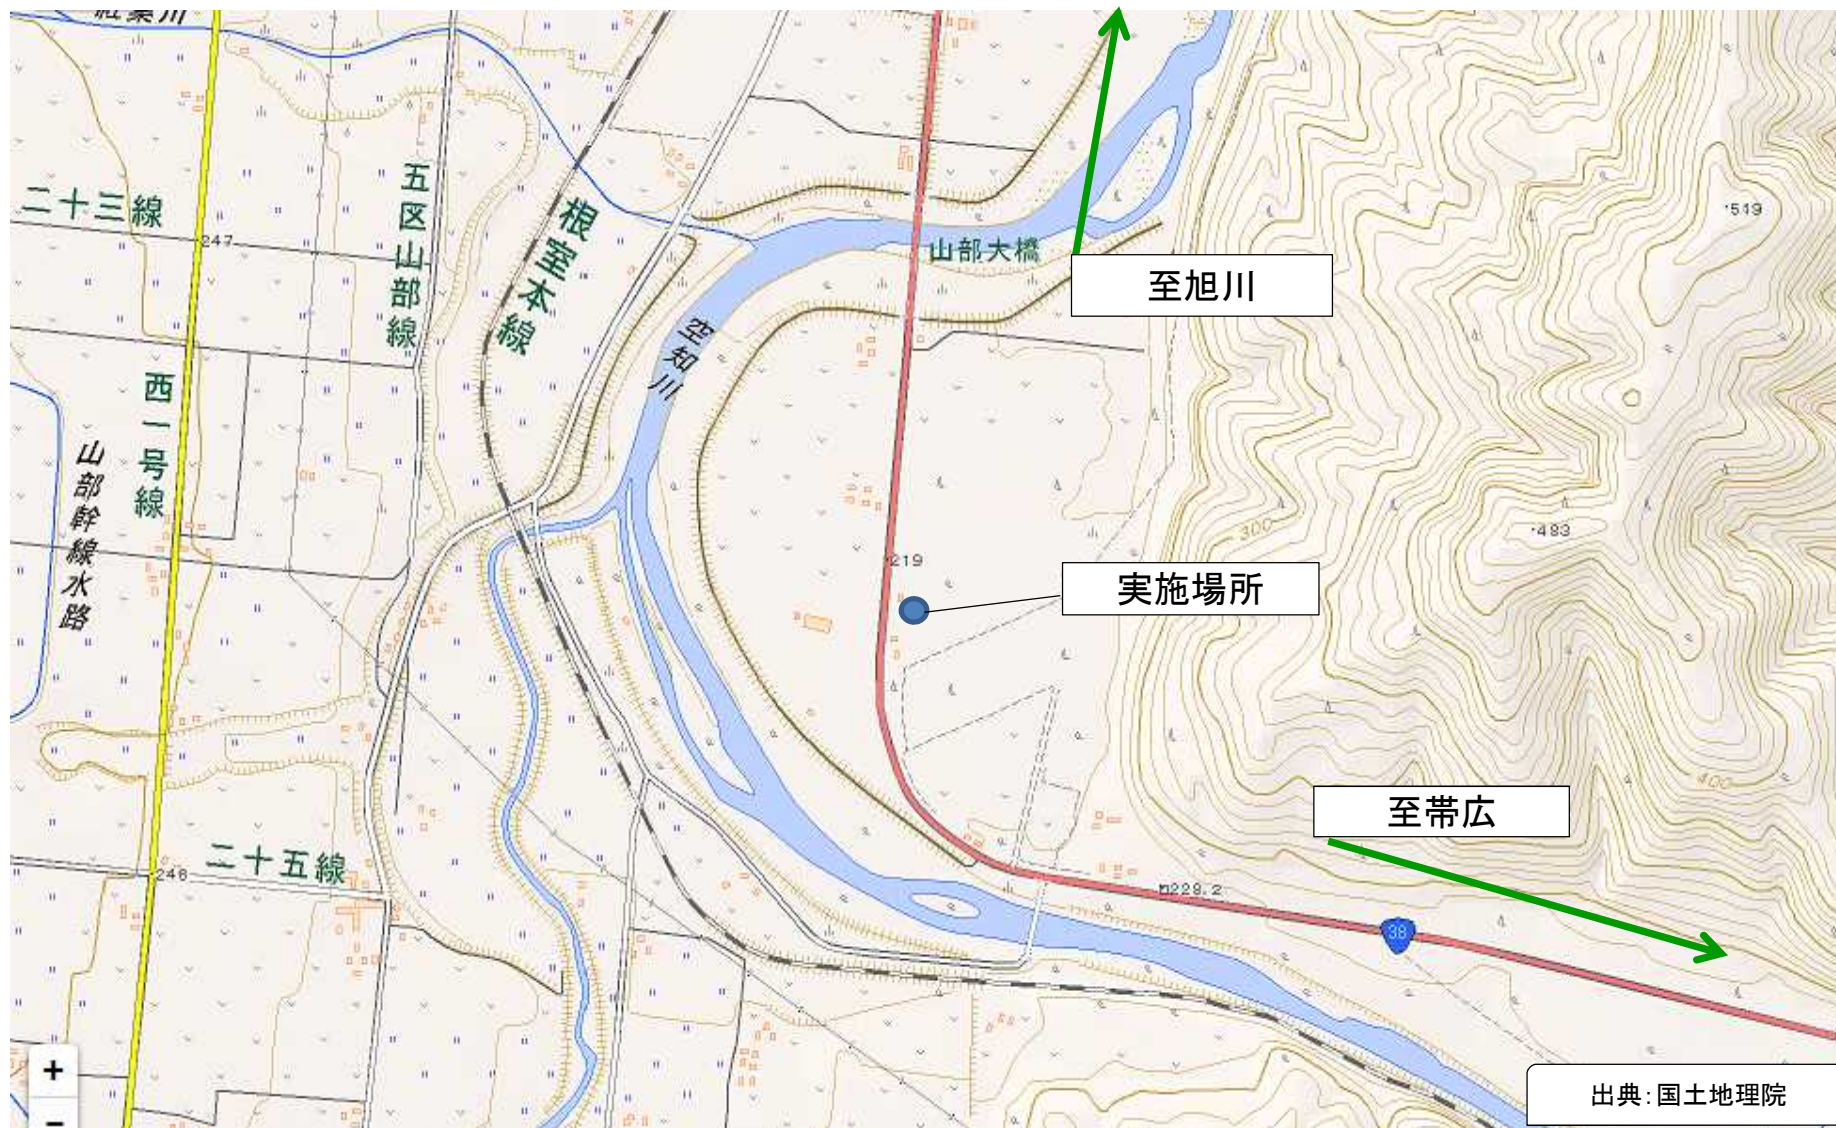 二十三線
247
五区山部線
根室本線
山部大橋
519
至旭川
空知川
西一号線
山部幹線水路
300
483
219
実施場所
400
至帯広
二十五線
246
229.2
38
+
−
出典：国土地理院